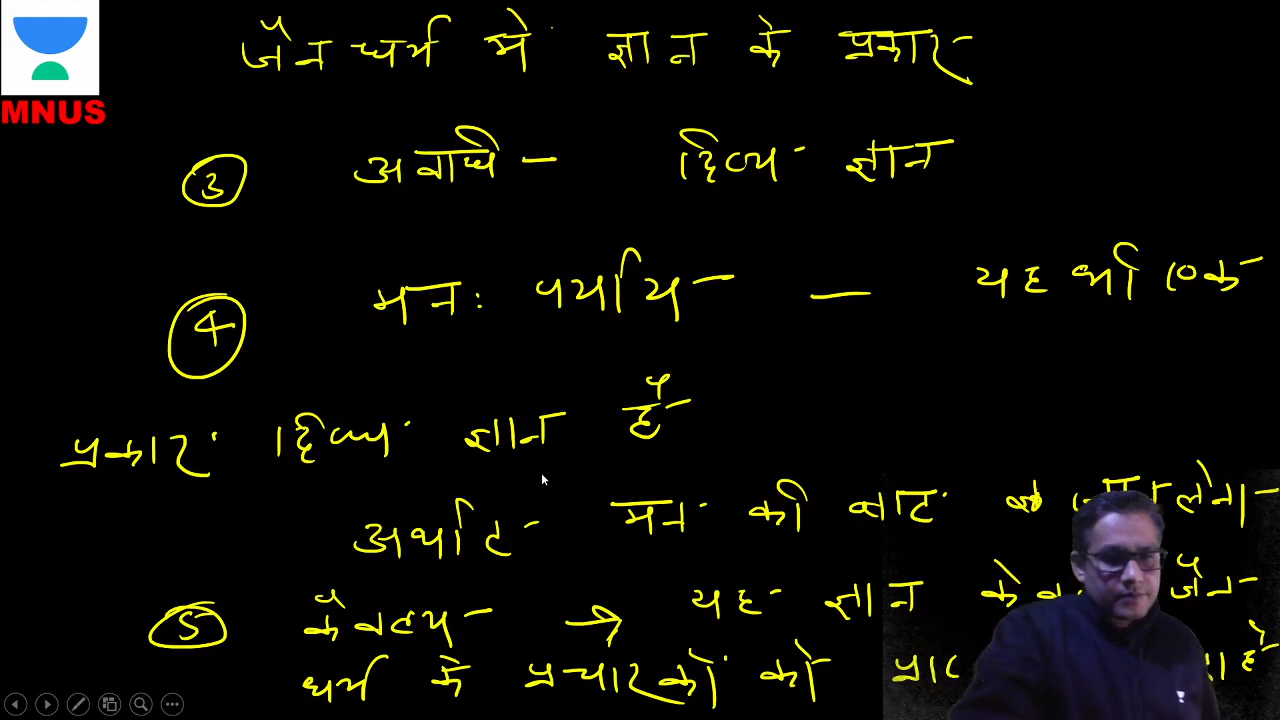 MNUS
जैन धर्म मे ज्ञान के प्रकार
③ अवधि – दिव्य ज्ञान
④ मनः पर्याय – यह भी एक
प्रकार दिव्य ज्ञान है
अर्थात मन की बात लेना
⑤ कैवल्य → यह ज्ञान जैन
धर्म के प्रचारकों को है